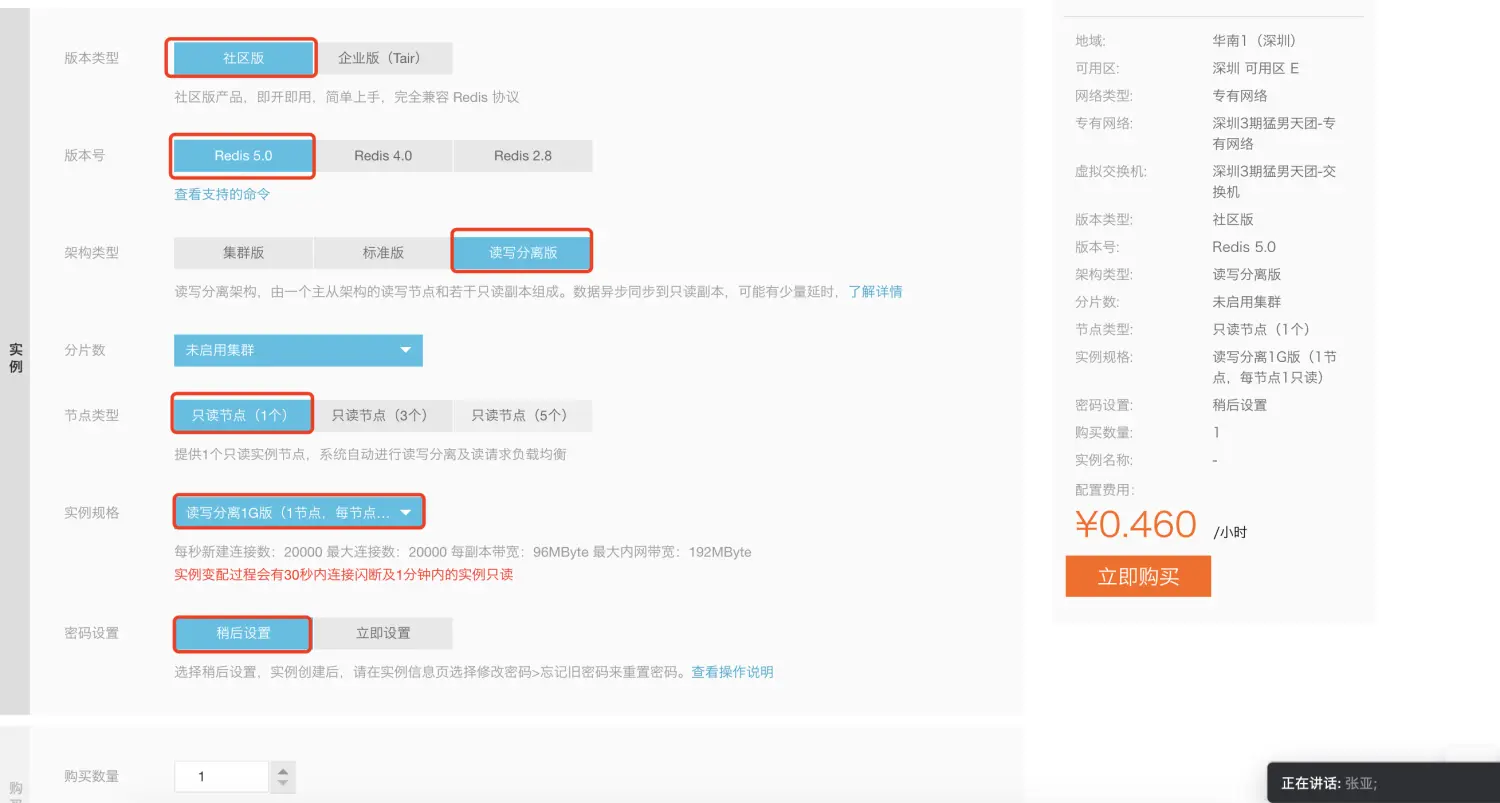 版本类型
社区版
企业版（Tair）
社区版产品，即开即用，简单上手，完全兼容 Redis 协议
版本号
Redis 5.0
Redis 4.0
Redis 2.8
查看支持的命令
架构类型
集群版
标准版
读写分离版
读写分离架构，由一个主从架构的读写节点和若干只读副本组成。数据异步同步到只读副本，可能有少量延时，了解详情
实例
分片数
未启用集群
节点类型
只读节点（1个）
只读节点（3个）
只读节点（5个）
提供1个只读实例节点，系统自动进行读写分离及读请求负载均衡
实例规格
读写分离1G版（1节点，每节点...
每秒新建连接数：20000 最大连接数：20000 每副本带宽：96MByte 最大内网带宽：192MByte
实例变配过程会有30秒内连接闪断及1分钟内的实例只读
密码设置
稍后设置
立即设置
选择稍后设置，实例创建后，请在实例信息页选择修改密码>忘记旧密码来重置密码。查看操作说明
购
购买数量
1
地域:
华南1（深圳）
可用区:
深圳 可用区 E
网络类型:
专有网络
专有网络:
深圳3期猛男天团-专
有网络
虚拟交换机:
深圳3期猛男天团-交
换机
版本类型:
社区版
版本号:
Redis 5.0
架构类型:
读写分离版
分片数:
未启用集群
节点类型:
只读节点（1个）
实例规格:
读写分离1G版（1节
点，每节点1只读）
密码设置:
稍后设置
购买数量:
1
实例名称:
-
配置费用:
¥0.460 /小时
立即购买
正在讲话: 张亚;